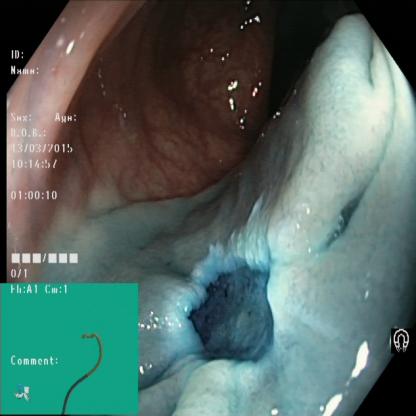 ID:
Name:
Sex: Age:
D.O.B.:
13/03/2015
10:14:57
01:00:10
■■■/■■■
0/1
Eh:A1 Cm:1
Comment: